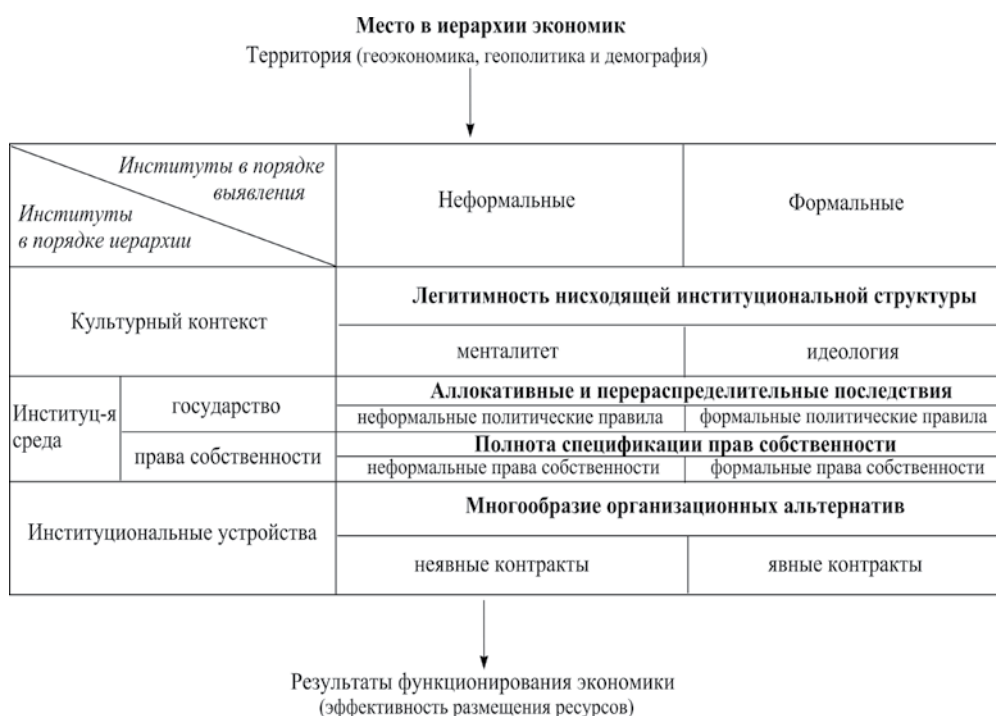 Место в иерархии экономик
Территория (геоэкономика, геополитика и демография)
Институты в порядке
выявления
Институты
в порядке иерархии
Неформальные
Формальные
Культурный контекст
Легитимность нисходящей институциональной структуры
менталитет
идеология
Институц-я
среда
государство
Аллокативные и перераспределительные последствия
неформальные политические правила
формальные политические правила
права собственности
Полнота спецификации прав собственности
неформальные права собственности
формальные права собственности
Институциональные устройства
Многообразие организационных альтернатив
неявные контракты
явные контракты
Результаты функционирования экономики
(эффективность размещения ресурсов)